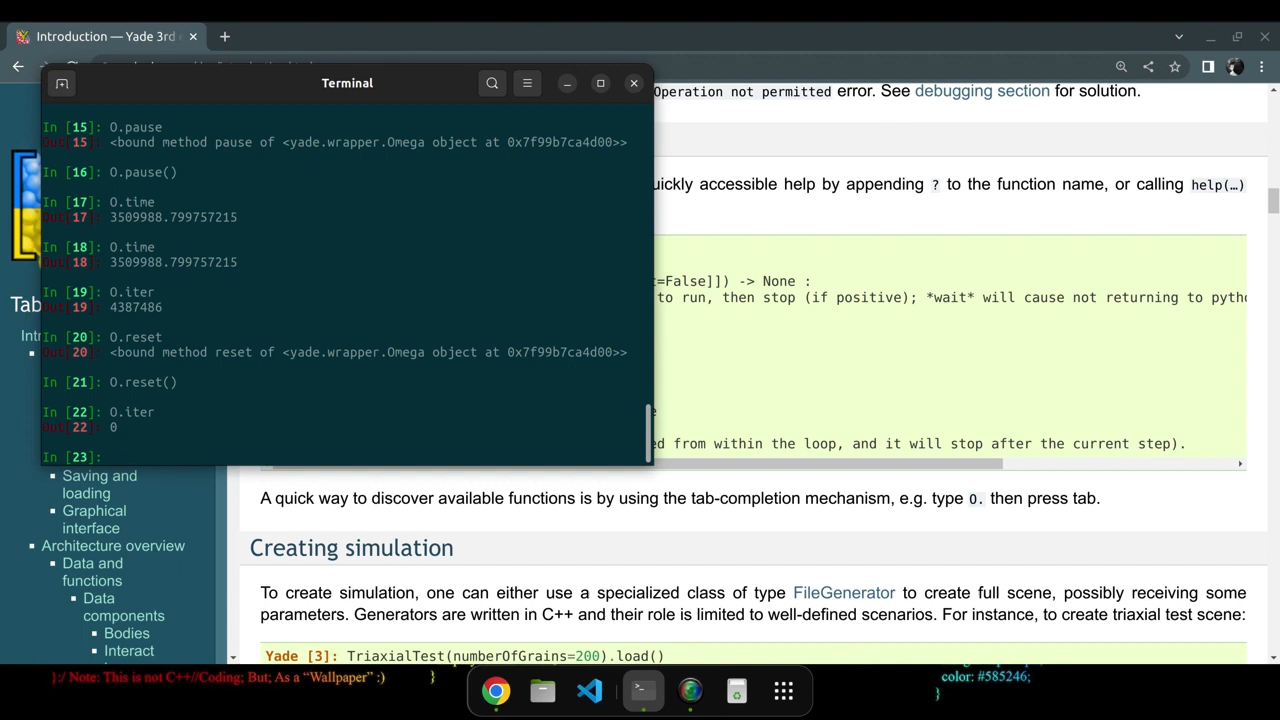 Introduction — Yade 3rd
Operation not permitted error. See debugging section for solution.
Terminal
In [15]: O.pause
Out[15]: <bound method pause of <yade.wrapper.Omega object at 0x7f99b7ca4d00>>
In [16]: O.pause()
In [17]: O.time
Out[17]: 3509988.799757215
In [18]: O.time
Out[18]: 3509988.799757215
In [19]: O.iter
Out[19]: 4387486
In [20]: O.reset
Out[20]: <bound method reset of <yade.wrapper.Omega object at 0x7f99b7ca4d00>>
In [21]: O.reset()
In [22]: O.iter
Out[22]: 0
In [23]:
uickly accessible help by appending ? to the function name, or calling help(…)
t=False]]) -> None :
to run, then stop (if positive); *wait* will cause not returning to pytho
ed from within the loop, and it will stop after the current step).
A quick way to discover available functions is by using the tab-completion mechanism, e.g. type O. then press tab.
Creating simulation
To create simulation, one can either use a specialized class of type FileGenerator to create full scene, possibly receiving some
parameters. Generators are written in C++ and their role is limited to well-defined scenarios. For instance, to create triaxial test scene:
Yade [3]: TriaxialTest(numberOfGrains=200).load()
Tab
Int
Saving and
loading
Graphical
interface
Architecture overview
Data and
functions
Data
components
Bodies
Interact
}:/ Note: This is not C++//Coding; But; As a “Wallpaper” :)
}
color: #585246;
}